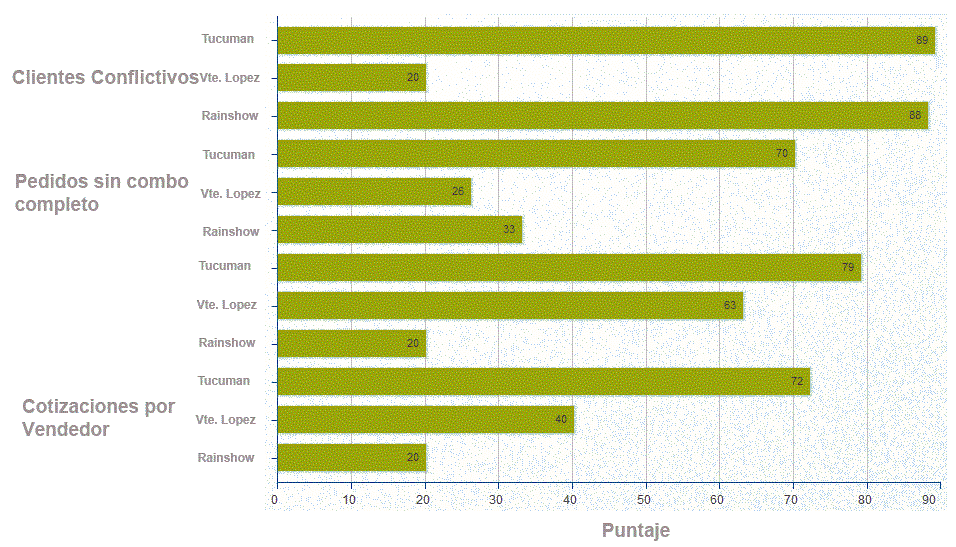 Tucuman 89
Clientes Conflictivos Vte. Lopez 20
Rainshow 88
Tucuman 70
Pedidos sin combo
completo
Vte. Lopez 26
Rainshow 33
Tucuman 79
Vte. Lopez 63
Rainshow 20
Tucuman 72
Cotizaciones por
Vendedor
Vte. Lopez 40
Rainshow 20
0 10 20 30 40 50 60 70 80 90
Puntaje